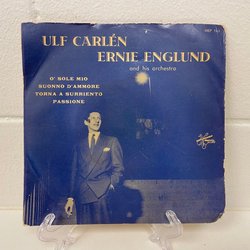 ULF CARLÉN
ERNIE ENGLUND
and his orchestra
O' SOLE MIO
SUONNO D'AMMORE
TORNA A SURRIENTO
PASSIONE